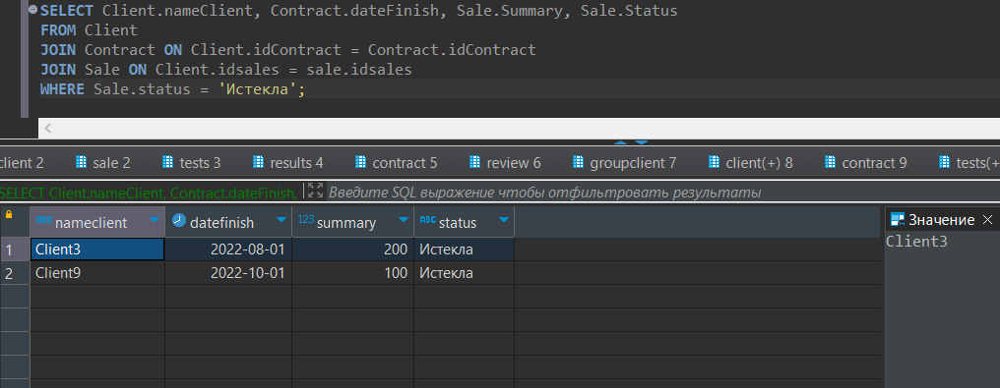 SELECT Client.nameClient, Contract.dateFinish, Sale.Summary, Sale.Status
FROM Client
JOIN Contract ON Client.idContract = Contract.idContract
JOIN Sale ON Client.idsales = sale.idsales
WHERE Sale.status = 'Истекла';
client 2 sale 2 tests 3 results 4 contract 5 review 6 groupclient 7 client(+) 8 contract 9 tests(+
SELECT Client.nameClient, Contract.dateFinish, Введите SQL выражение чтобы отфильтровать результаты
ABC nameclient datefinish 123 summary ABC status Значение
1 Client3 2022-08-01 200 Истекла Client3
2 Client9 2022-10-01 100 Истекла